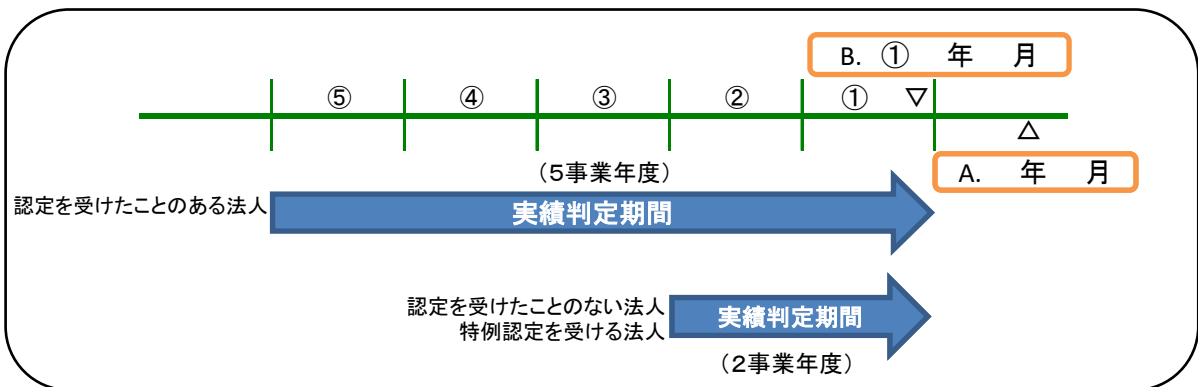 B. ① 年 月
⑤ ④ ③ ② ① ▽
△
(5事業年度)
A. 年 月
認定を受けたことのある法人
実績判定期間
認定を受けたことのない法人
特例認定を受ける法人
実績判定期間
(2事業年度)